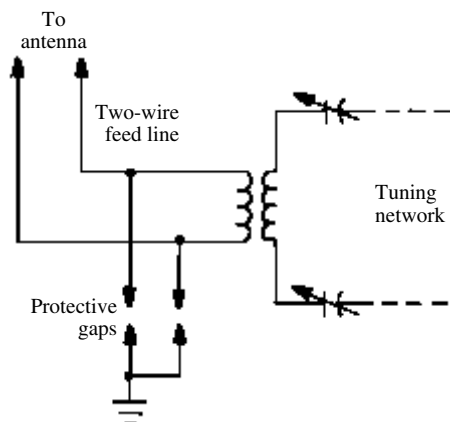 To
antenna
Two-wire
feed line
Tuning
network
Protective
gaps